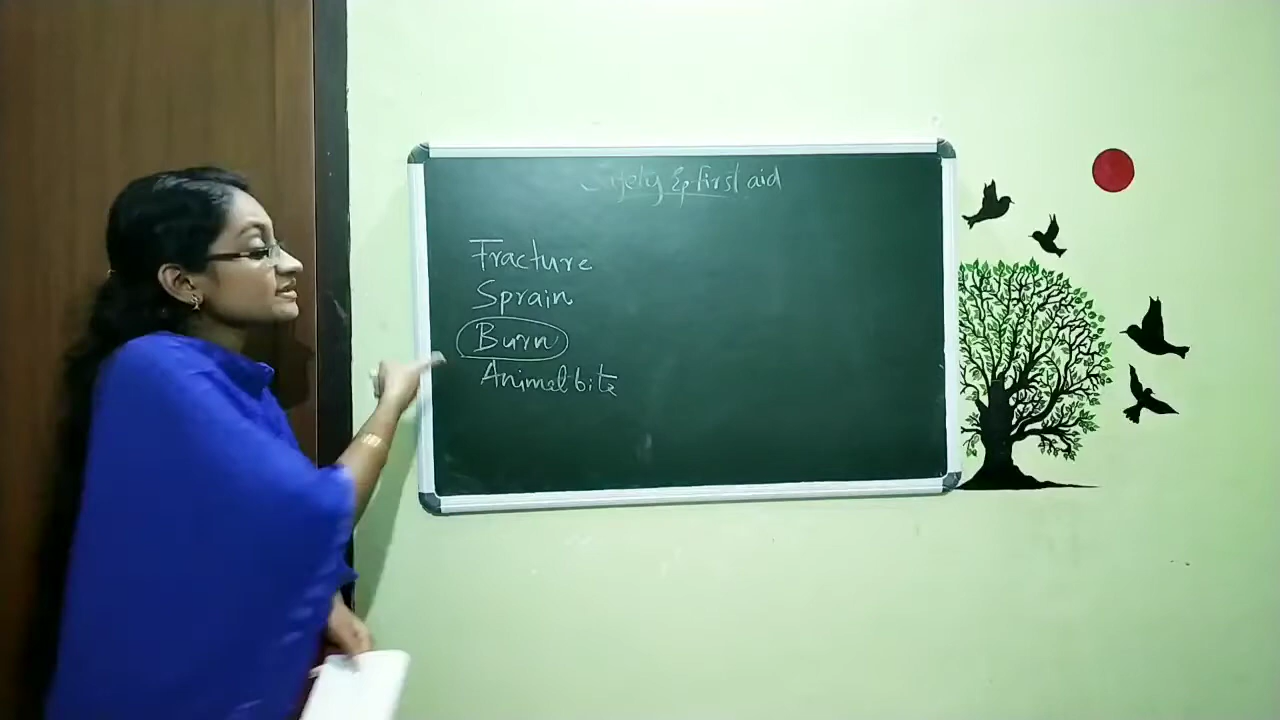 Safety & first aid
Fracture
Sprain
Burn
Animal bite